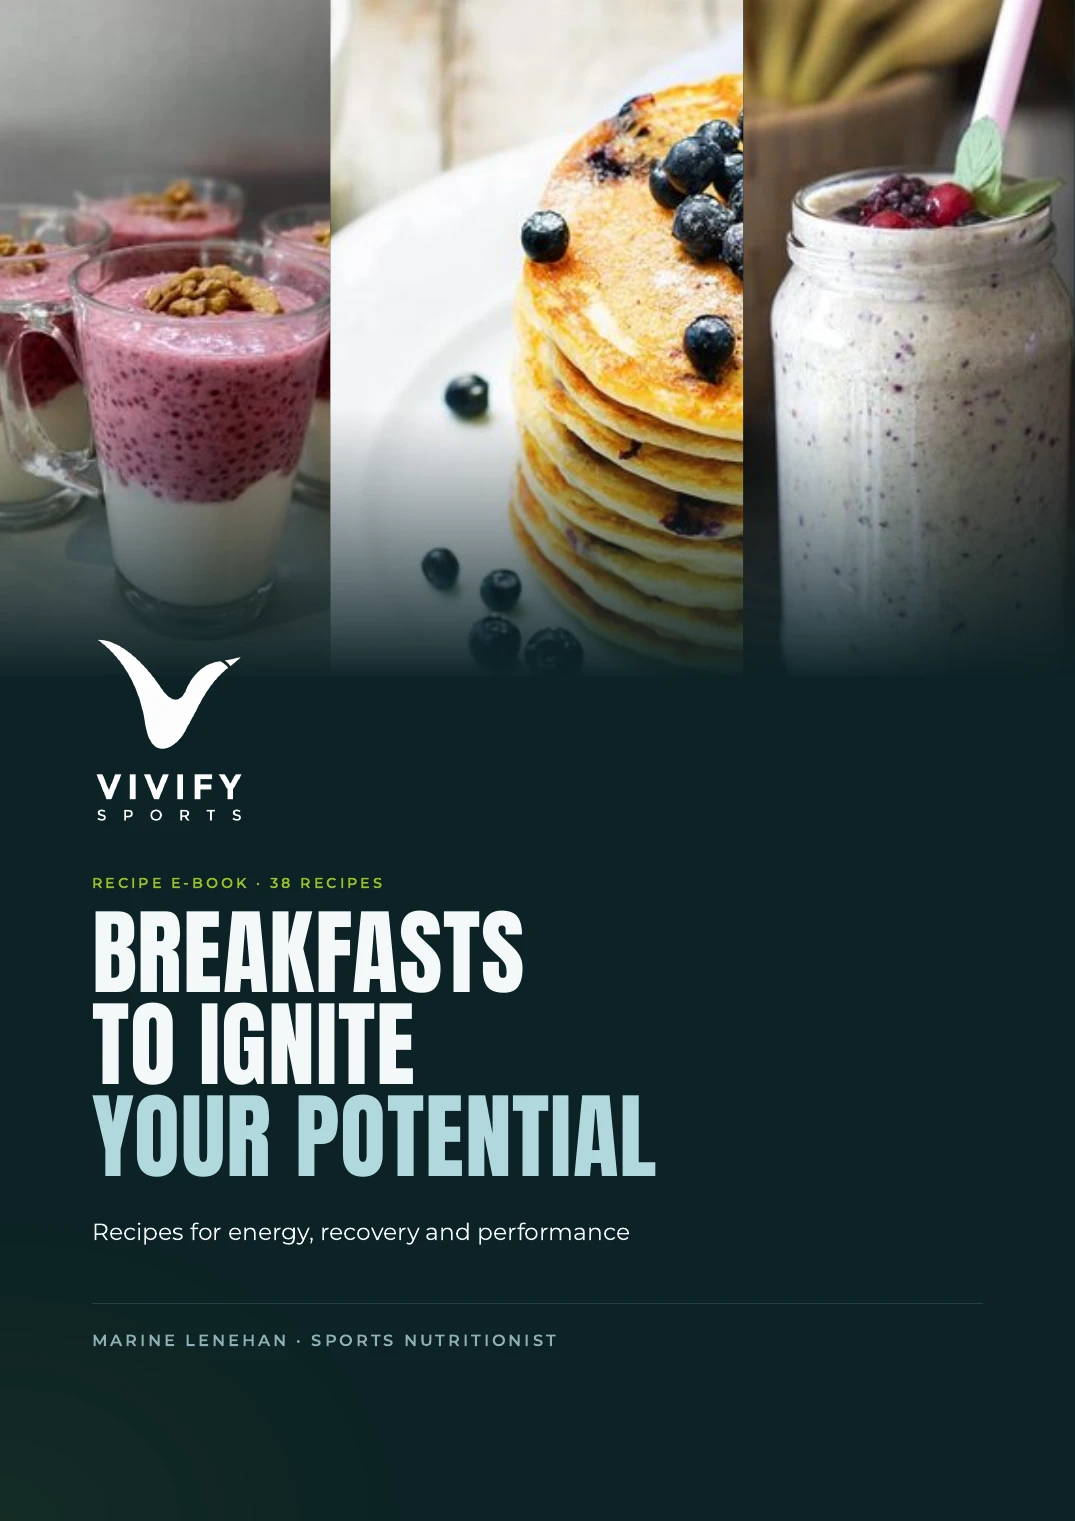 VIVIFY
SPORTS
RECIPE E-BOOK · 38 RECIPES
BREAKFASTS
TO IGNITE
YOUR POTENTIAL
Recipes for energy, recovery and performance
MARINE LENEHAN · SPORTS NUTRITIONIST